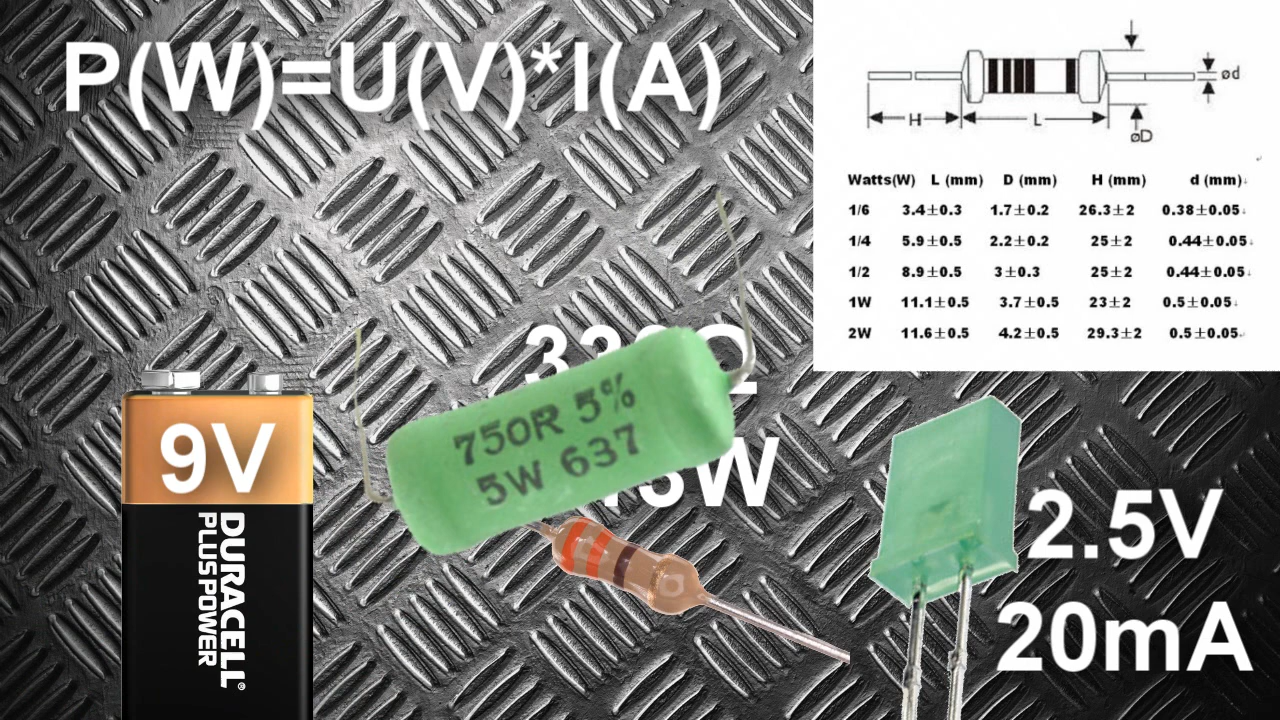 P(W)=U(V)*I(A)
H
L
ød
øD
Watts(W) L (mm) D (mm) H (mm) d (mm)
1/6 3.4±0.3 1.7±0.2 26.3±2 0.38±0.05
1/4 5.9±0.5 2.2±0.2 25±2 0.44±0.05
1/2 8.9±0.5 3±0.3 25±2 0.44±0.05
1W 11.1±0.5 3.7±0.5 23±2 0.5±0.05
2W 11.6±0.5 4.2±0.5 29.3±2 0.5±0.05
750R 5%
5W 637
9V
DURACELL®
PLUS POWER
2.5V
20mA